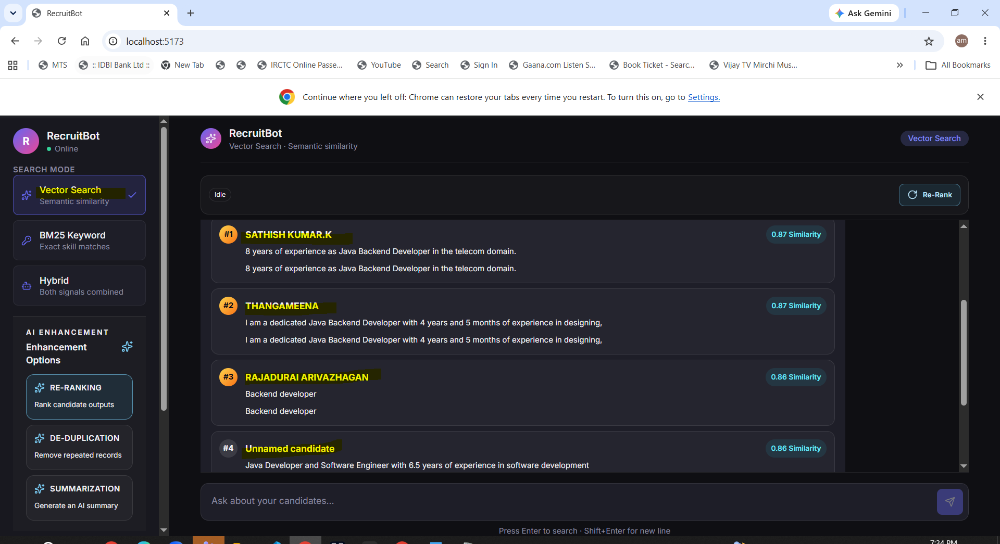 RecruitBot
Ask Gemini
localhost:5173
am
MTS
:: IDBI Bank Ltd ::
New Tab
IRCTC Online Passe...
YouTube
Search
Sign In
Gaana.com Listen S...
Book Ticket - Searc...
Vijay TV Mirchi Mus...
All Bookmarks
Continue where you left off: Chrome can restore your tabs every time you restart. To turn this on, go to Settings.
R
RecruitBot
Online
SEARCH MODE
Vector Search
Semantic similarity
BM25 Keyword
Exact skill matches
Hybrid
Both signals combined
AI ENHANCEMENT
Enhancement
Options
RE-RANKING
Rank candidate outputs
DE-DUPLICATION
Remove repeated records
SUMMARIZATION
Generate an AI summary
RecruitBot
Vector Search · Semantic similarity
Vector Search
Idle
Re-Rank
#1 SATHISH KUMAR.K
0.87 Similarity
8 years of experience as Java Backend Developer in the telecom domain.
8 years of experience as Java Backend Developer in the telecom domain.
#2 THANGAMEENA
0.87 Similarity
I am a dedicated Java Backend Developer with 4 years and 5 months of experience in designing,
I am a dedicated Java Backend Developer with 4 years and 5 months of experience in designing,
#3 RAJADURAI ARIVAZHAGAN
0.86 Similarity
Backend developer
Backend developer
#4 Unnamed candidate
0.86 Similarity
Java Developer and Software Engineer with 6.5 years of experience in software development
Ask about your candidates...
Press Enter to search · Shift+Enter for new line
7:34 PM